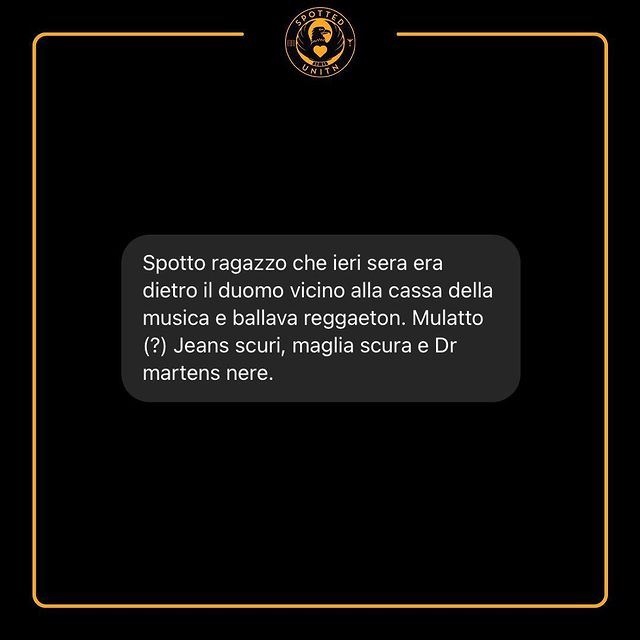 SPOTTED
UNITN
Spotto ragazzo che ieri sera era
dietro il duomo vicino alla cassa della
musica e ballava reggaeton. Mulatto
(?) Jeans scuri, maglia scura e Dr
martens nere.